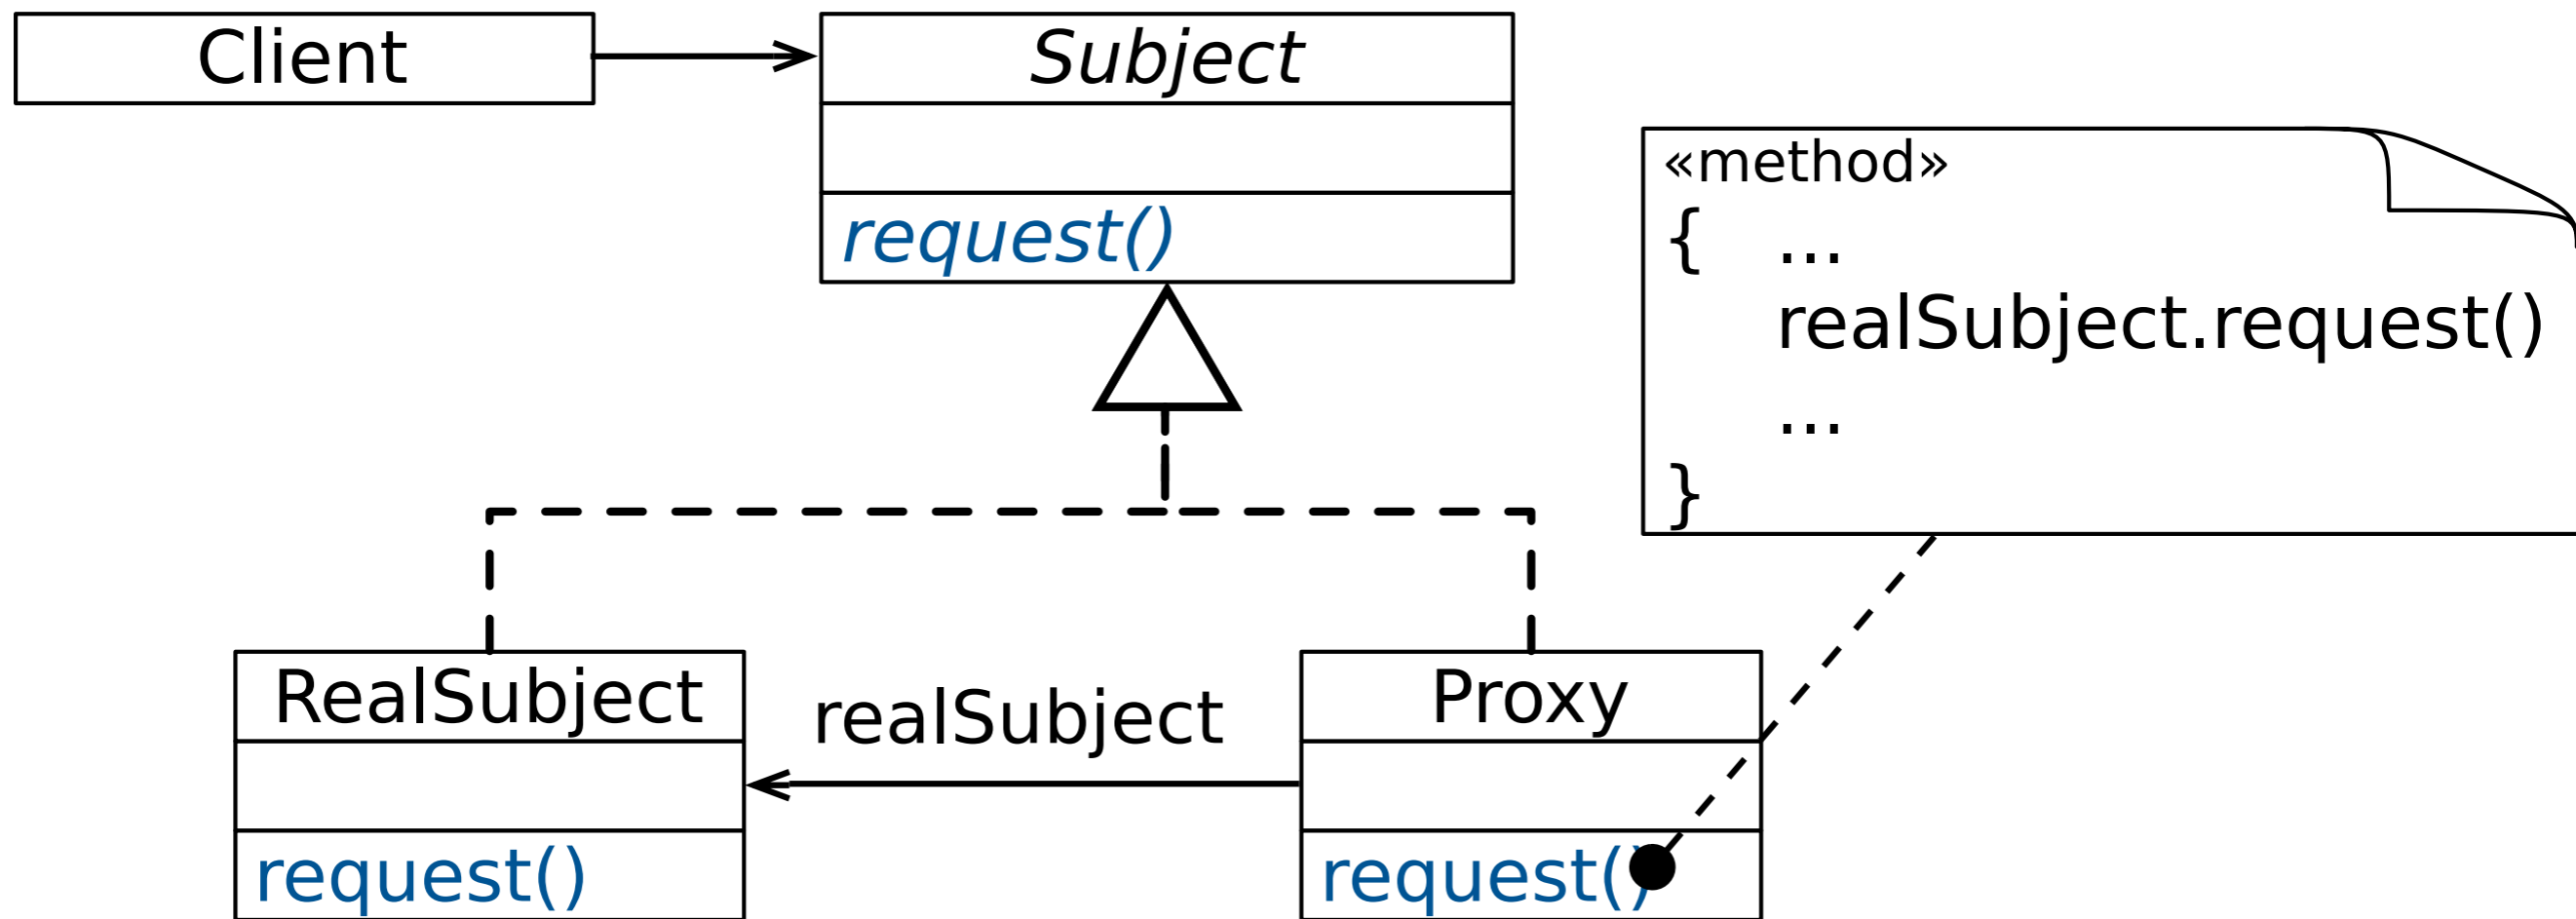 Client
Subject
request()
«method»
{ ...
realSubject.request()
...
}
RealSubject
request()
realSubject
Proxy
request()